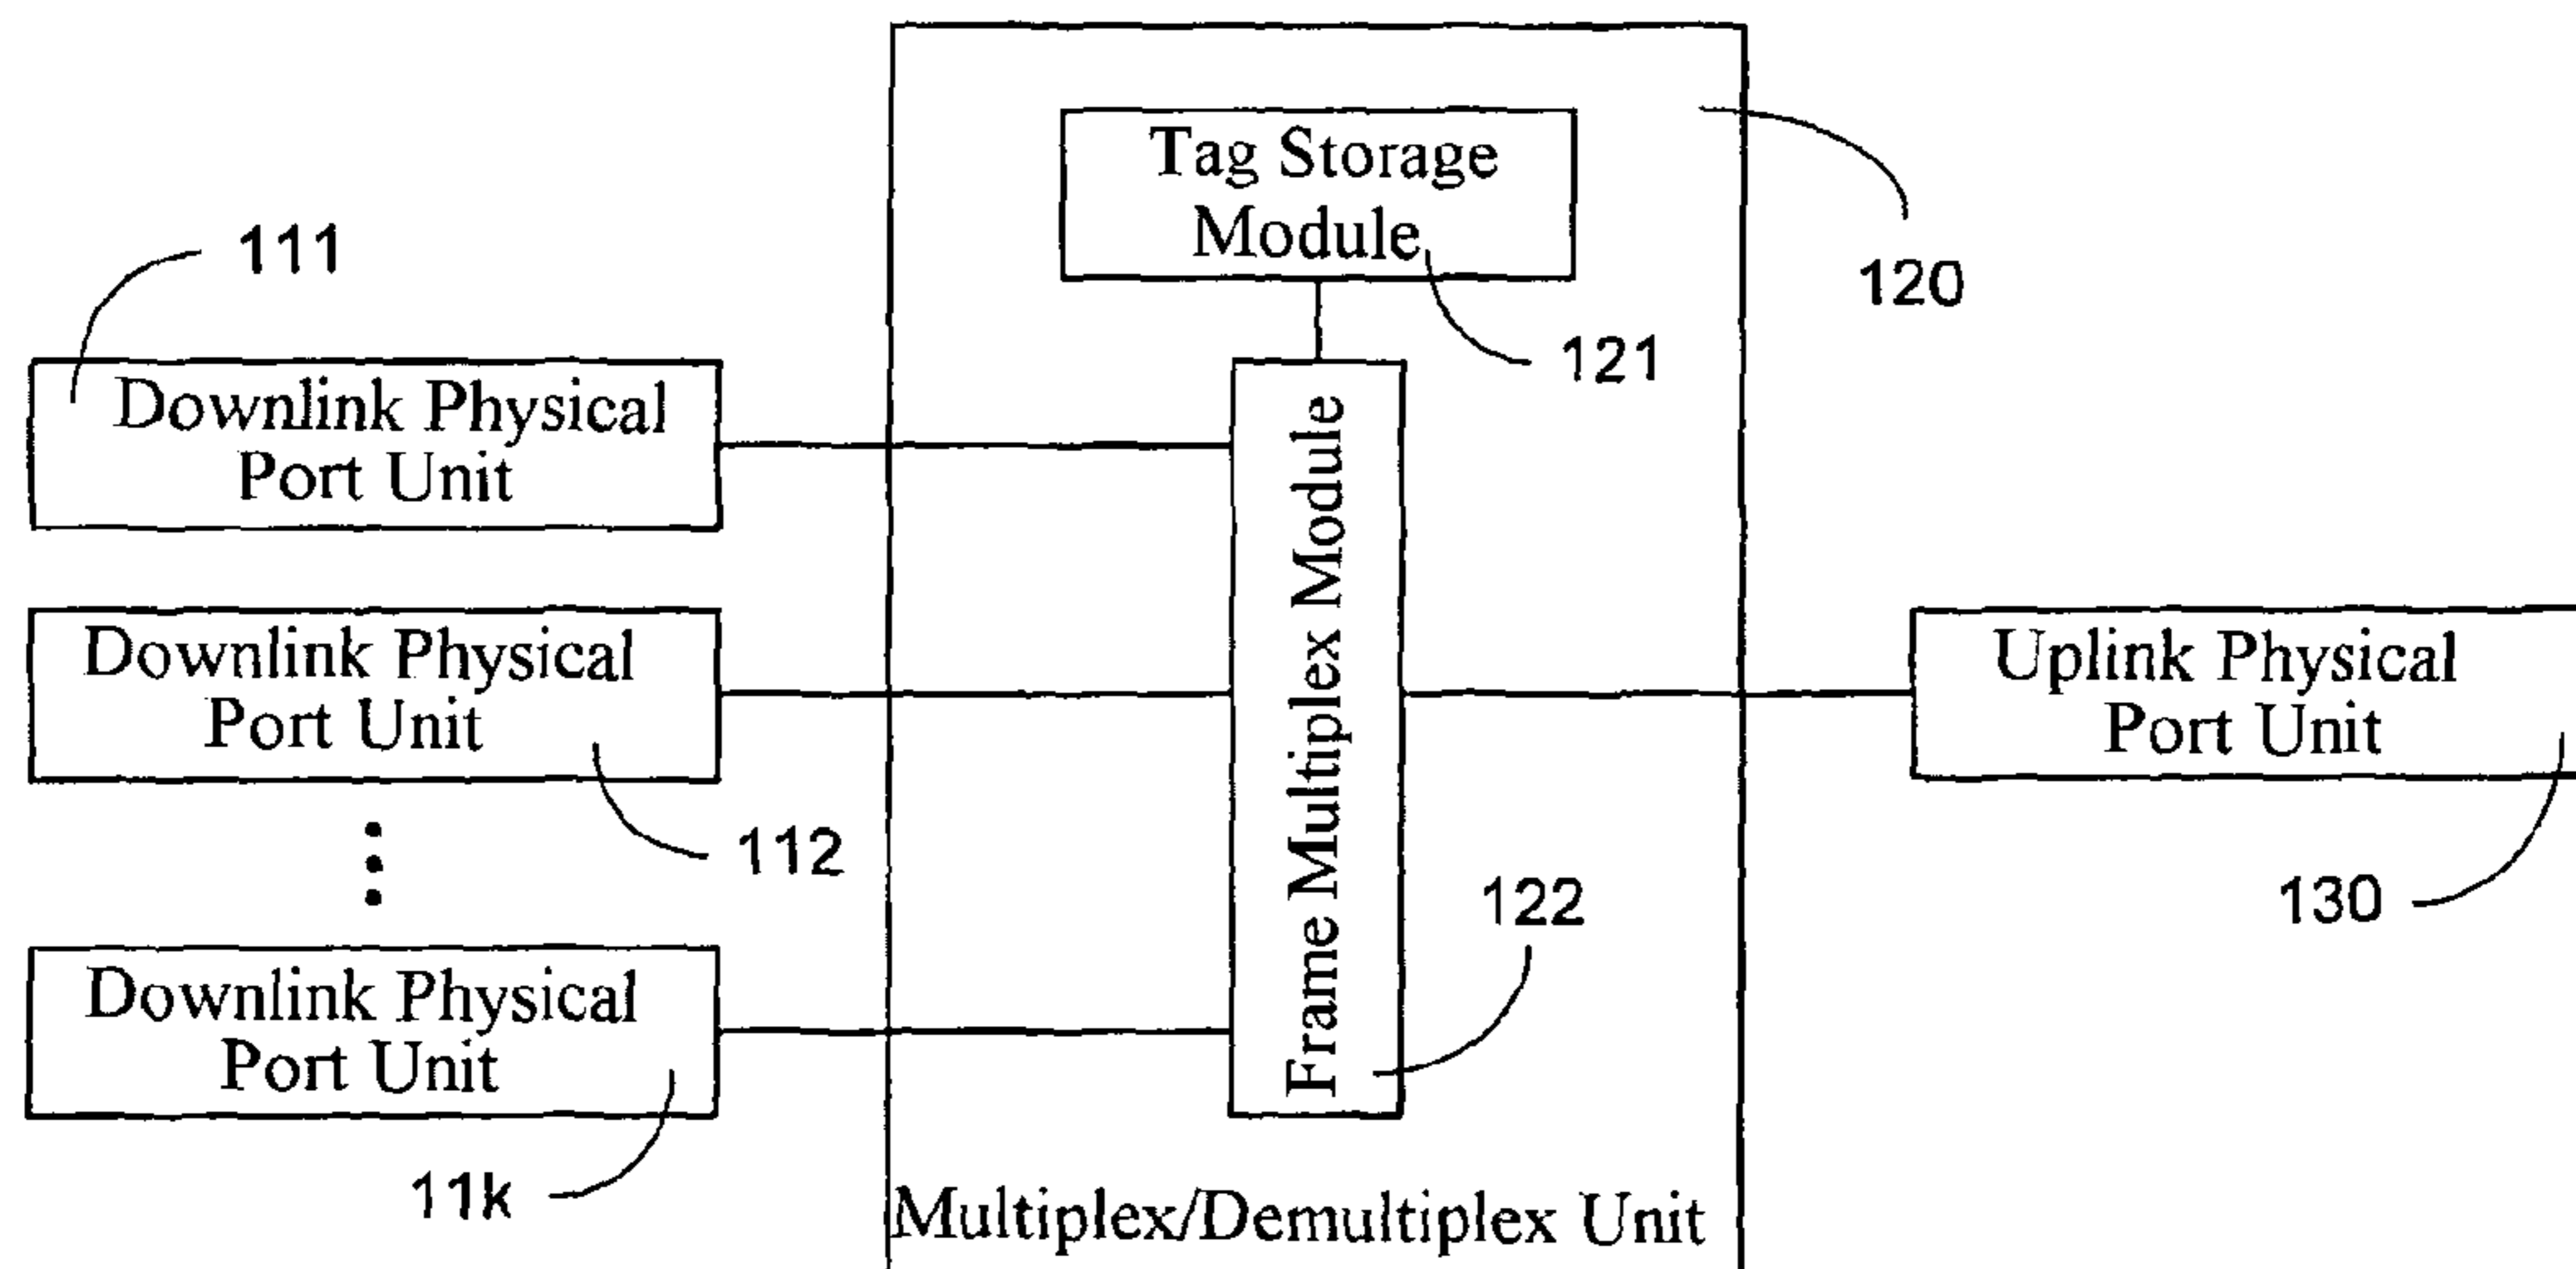 Tag Storage
Module
120
121
111
Downlink Physical
Port Unit
Downlink Physical
Port Unit
112
Downlink Physical
Port Unit
11k
Frame Multiplex Module
122
Uplink Physical
Port Unit
130
Multiplex/Demultiplex Unit